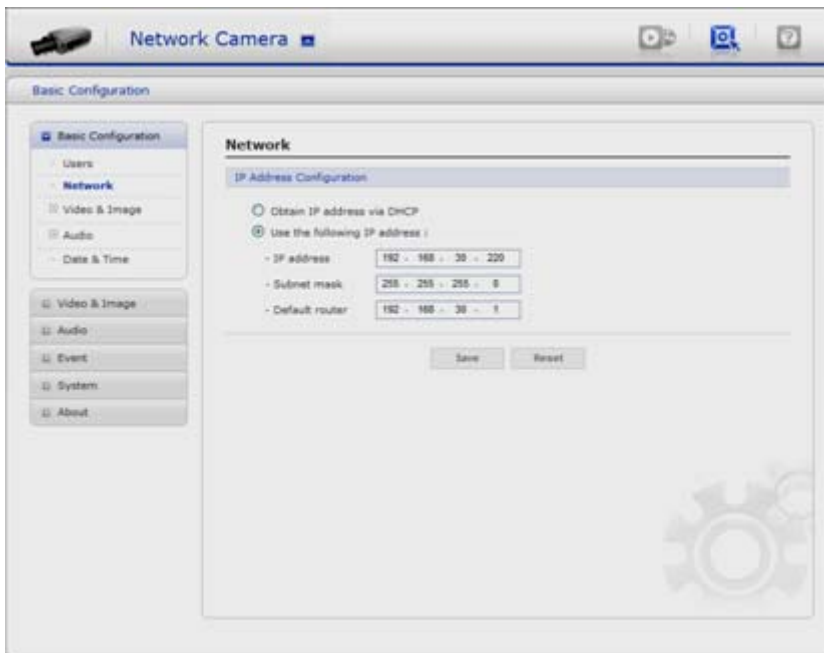 Network Camera
Basic Configuration
Basic Configuration
Users
Network
Video & Image
Audio
Date & Time
Video & Image
Audio
Event
System
About
Network
IP Address Configuration
Obtain IP address via DHCP
Use the following IP address :
- IP address 192 . 168 . 30 . 220
- Subnet mask 255 . 255 . 255 . 0
- Default router 192 . 168 . 30 . 1
Save Reset
?